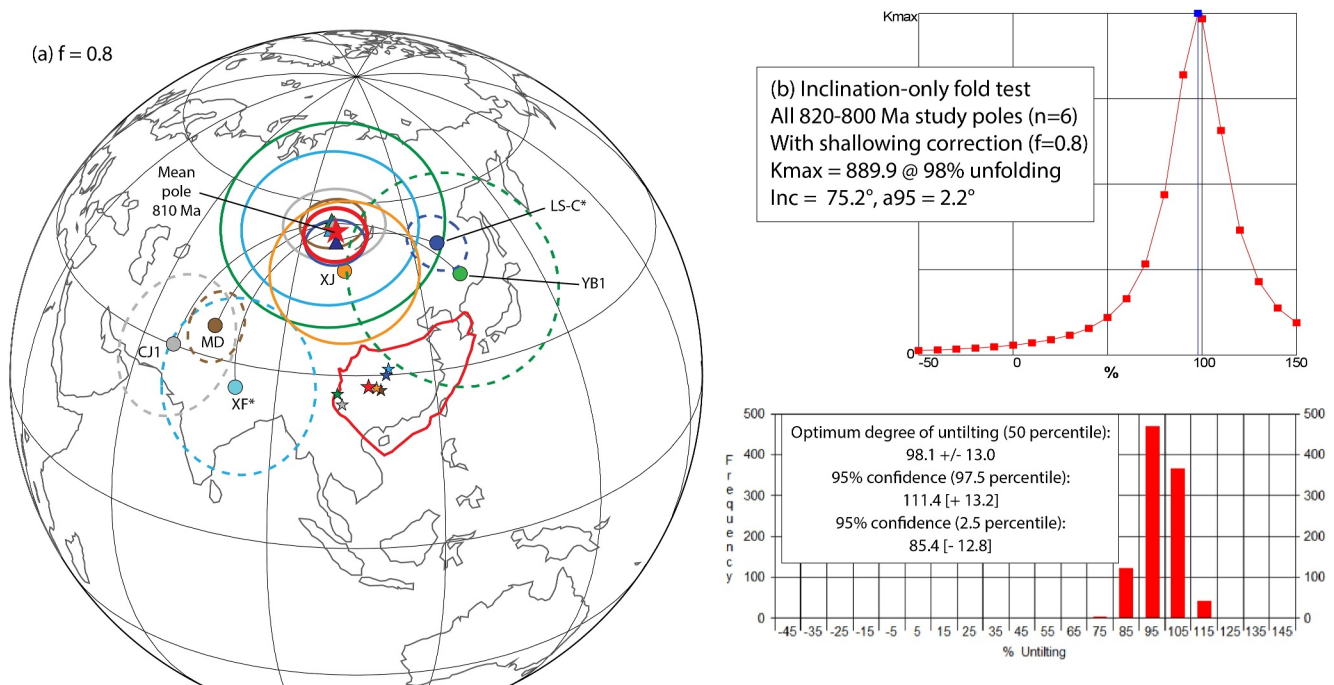 (a) f = 0.8
Mean
pole
810 Ma
LS-C*
YB1
XJ
MD
CJ1
XF*
Kmax
(b) Inclination-only fold test
All 820-800 Ma study poles (n=6)
With shallowing correction (f=0.8)
Kmax = 889.9 @ 98% unfolding
Inc = 75.2°, a95 = 2.2°
0
-50 0 100 150
%
500 500
400 400
300 300
200 200
100 100
0 0
Frequency
Optimum degree of untilting (50 percentile):
98.1 +/- 13.0
95% confidence (97.5 percentile):
111.4 [+ 13.2]
95% confidence (2.5 percentile):
85.4 [- 12.8]
-45 -35 -25 -15 -5 5 15 25 35 45 55 65 75 85 95 105 115 125 135 145
% Untilting